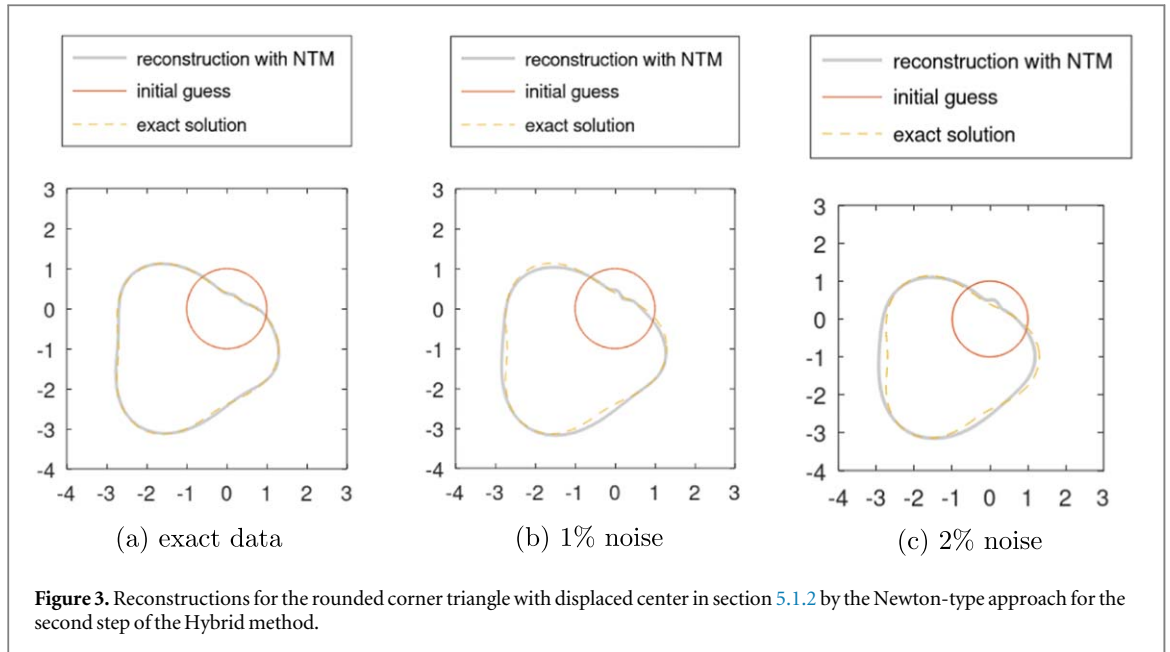 reconstruction with NTM
initial guess
exact solution
3
2
1
0
-1
-2
-3
-4
-4 -3 -2 -1 0 1 2 3
(a) exact data
reconstruction with NTM
initial guess
exact solution
3
2
1
0
-1
-2
-3
-4
-4 -3 -2 -1 0 1 2 3
(b) 1% noise
reconstruction with NTM
initial guess
exact solution
3
2
1
0
-1
-2
-3
-4
-4 -3 -2 -1 0 1 2 3
(c) 2% noise
Figure 3. Reconstructions for the rounded corner triangle with displaced center in section 5.1.2 by the Newton-type approach for the
second step of the Hybrid method.